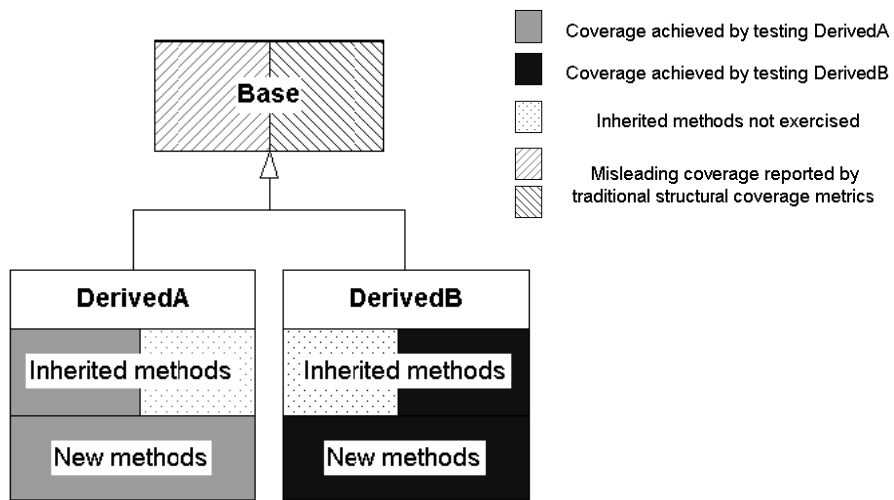 Base
Coverage achieved by testing DerivedA
Coverage achieved by testing DerivedB
Inherited methods not exercised
Misleading coverage reported by
traditional structural coverage metrics
DerivedA
Inherited methods
New methods
DerivedB
Inherited methods
New methods